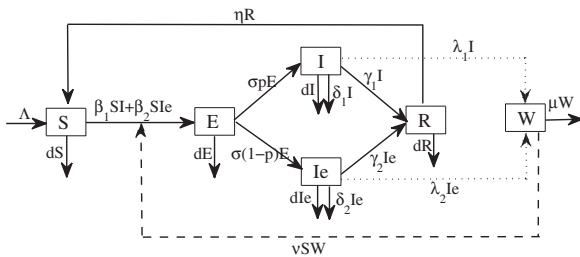 ηR
λ₁I
I
σpE
dI
δ₁I
γ₁I
Λ
S
β₁SI+β₂SIe
E
R
W
μW
dS
dE
σ(1−p)E
dR
γ₂Ie
Ie
λ₂Ie
dIe
δ₂Ie
νSW